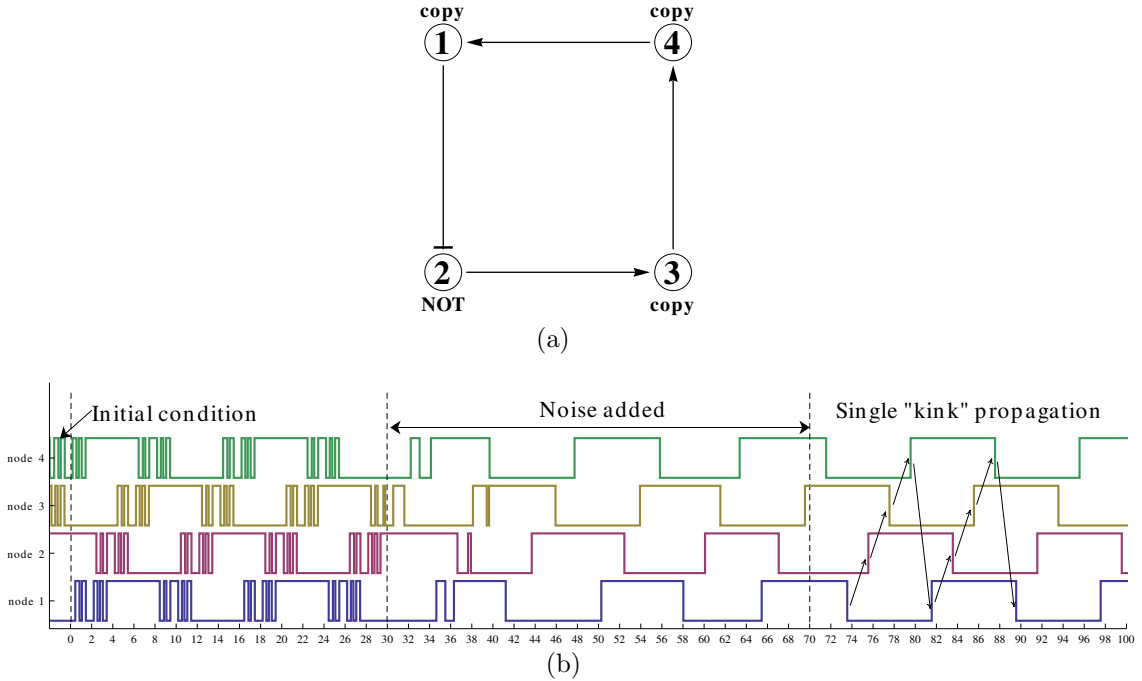 copy copy
1 4
2 3
NOT copy
(a)
Initial condition Noise added Single "kink" propagation
node 4
node 3
node 2
node 1
0 2 4 6 8 10 12 14 16 18 20 22 24 26 28 30 32 34 36 38 40 42 44 46 48 50 52 54 56 58 60 62 64 66 68 70 72 74 76 78 80 82 84 86 88 90 92 94 96 98 100
(b)